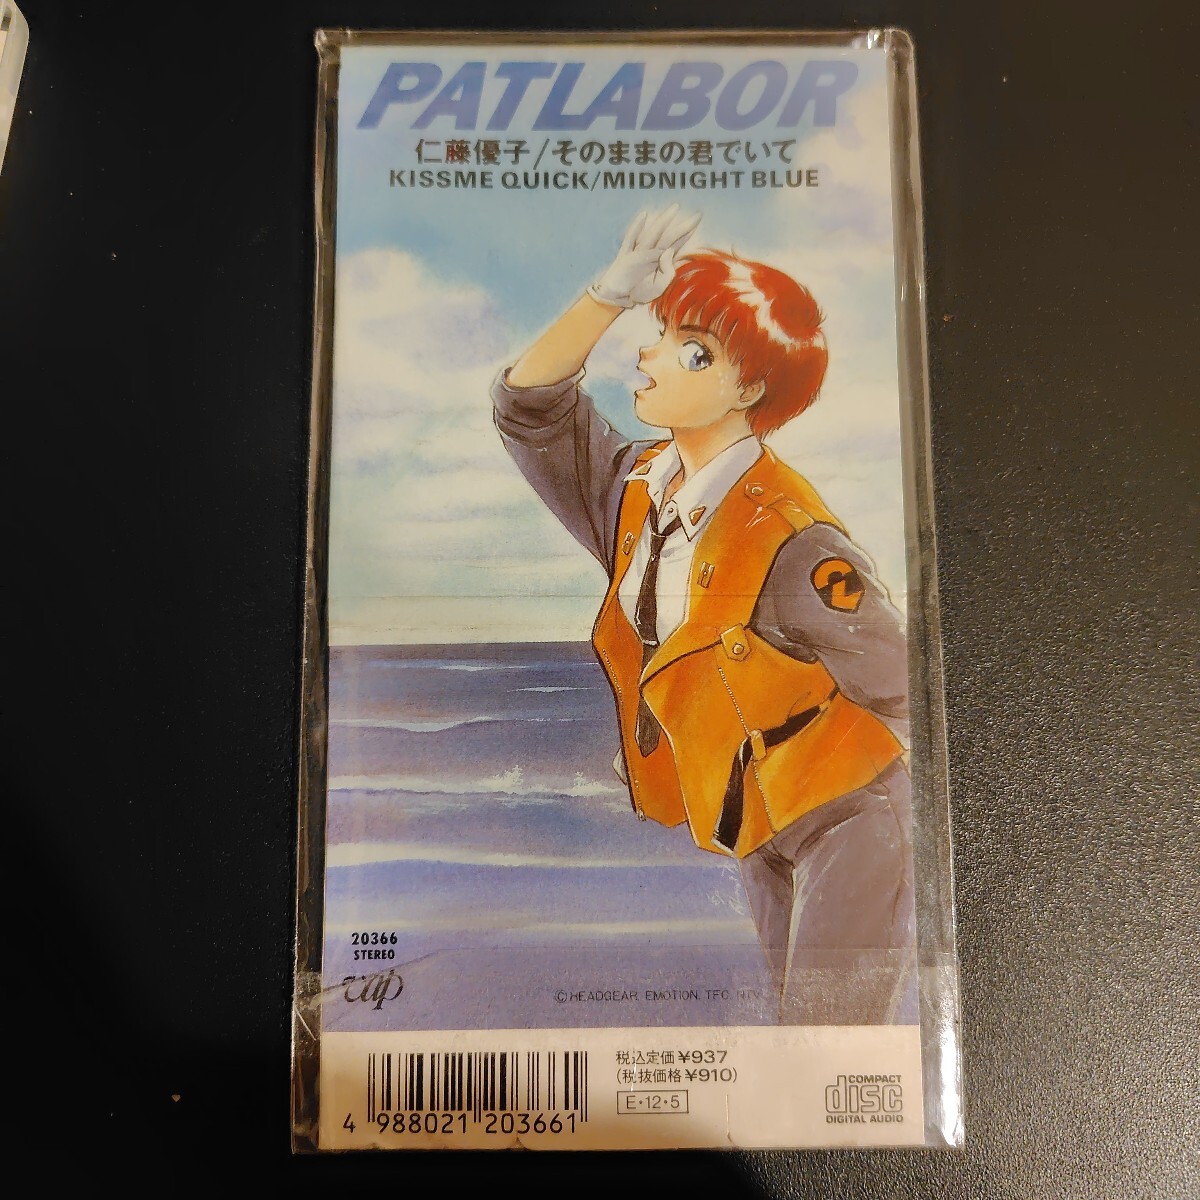 PATLABOR
仁藤優子/そのままの君でいて
KISSME QUICK/MIDNIGHT BLUE
20366
STEREO
vap
©HEADGEAR. EMOTION. TFC. NTV
税込定価¥937
(税抜価格¥910)
E・12・5
4 988021 203661
COMPACT
disc
DIGITAL AUDIO